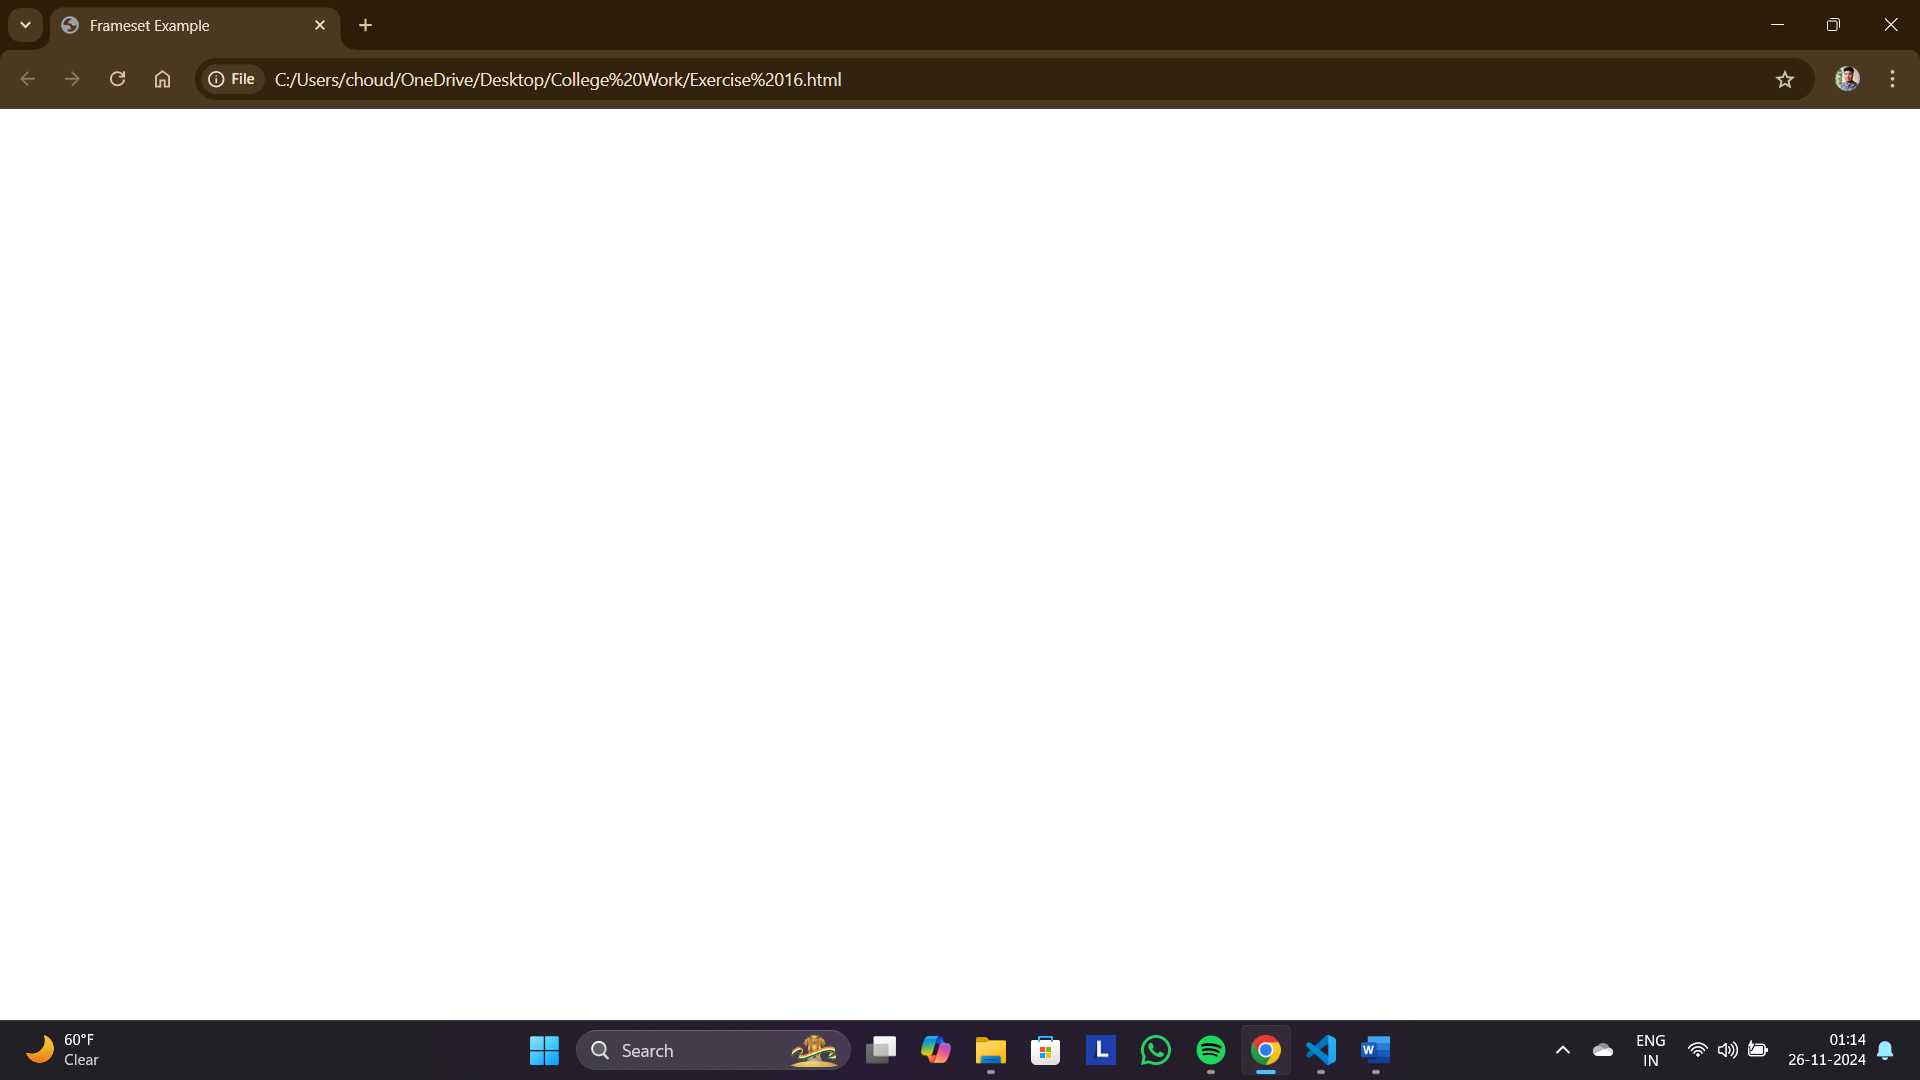 Frameset Example
File C:/Users/choud/OneDrive/Desktop/College%20Work/Exercise%2016.html
60°F
Clear
Search
L
W
ENG
IN
01:14
26-11-2024